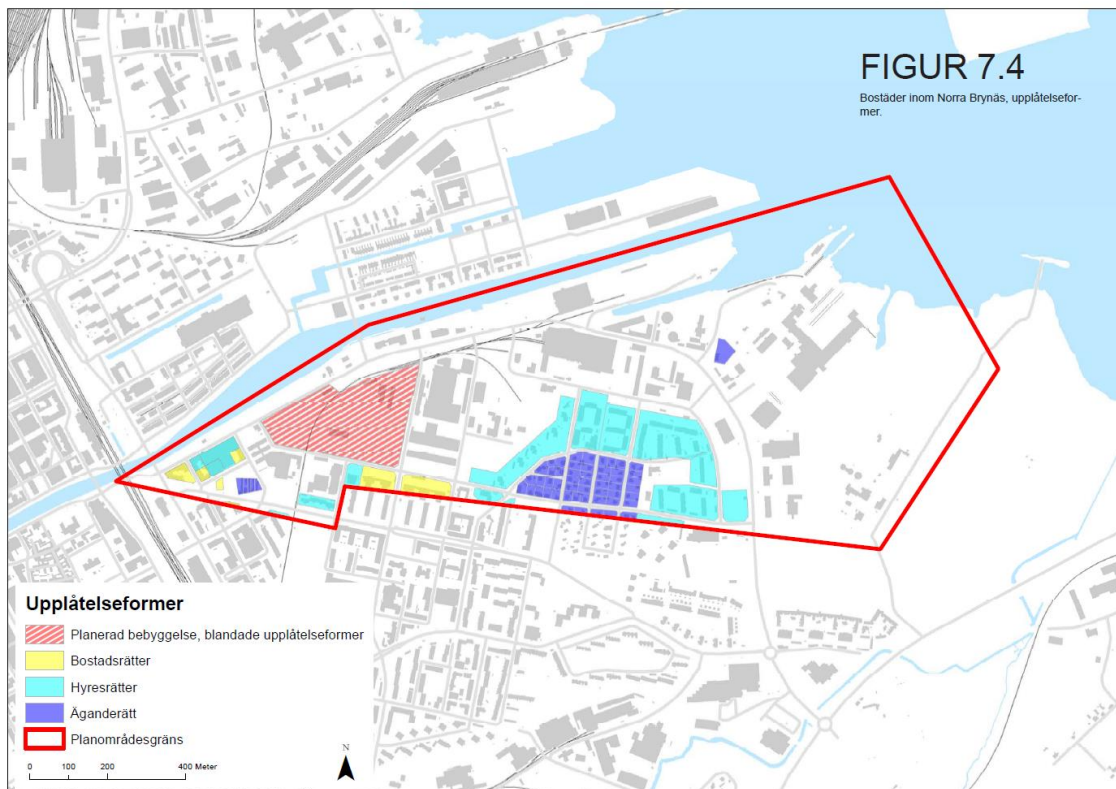 FIGUR 7.4
Bostäder inom Norra Brynäs, upplåtelsefor-
mer.
Upplåtelseformer
Planerad bebyggelse, blandade upplåtelseformer
Bostadsrätter
Hyresrätter
Äganderätt
Planområdesgräns
0 100 200 400 Meter
N